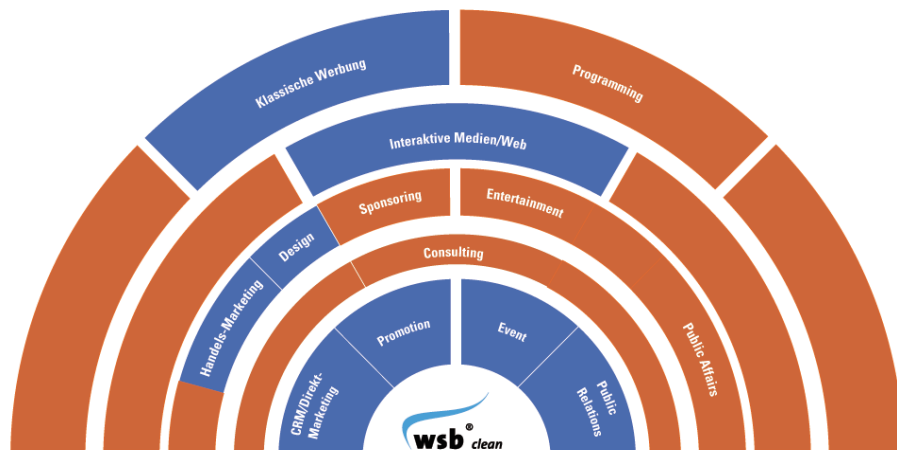 Klassische Werbung
Programming
Interaktive Medien/Web
Sponsoring
Entertainment
Design
Consulting
Handels-Marketing
Promotion
Event
Public Affairs
CRM/Direkt-
Marketing
Public
Relations
wsb® clean